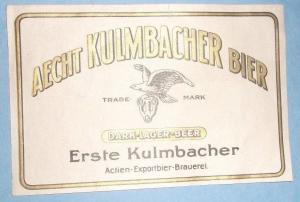 AECHT KULMBACHER BIER
TRADE MARK
DARK-LAGER-BEER
Erste Kulmbacher
Actien-Exportbier-Brauerei.